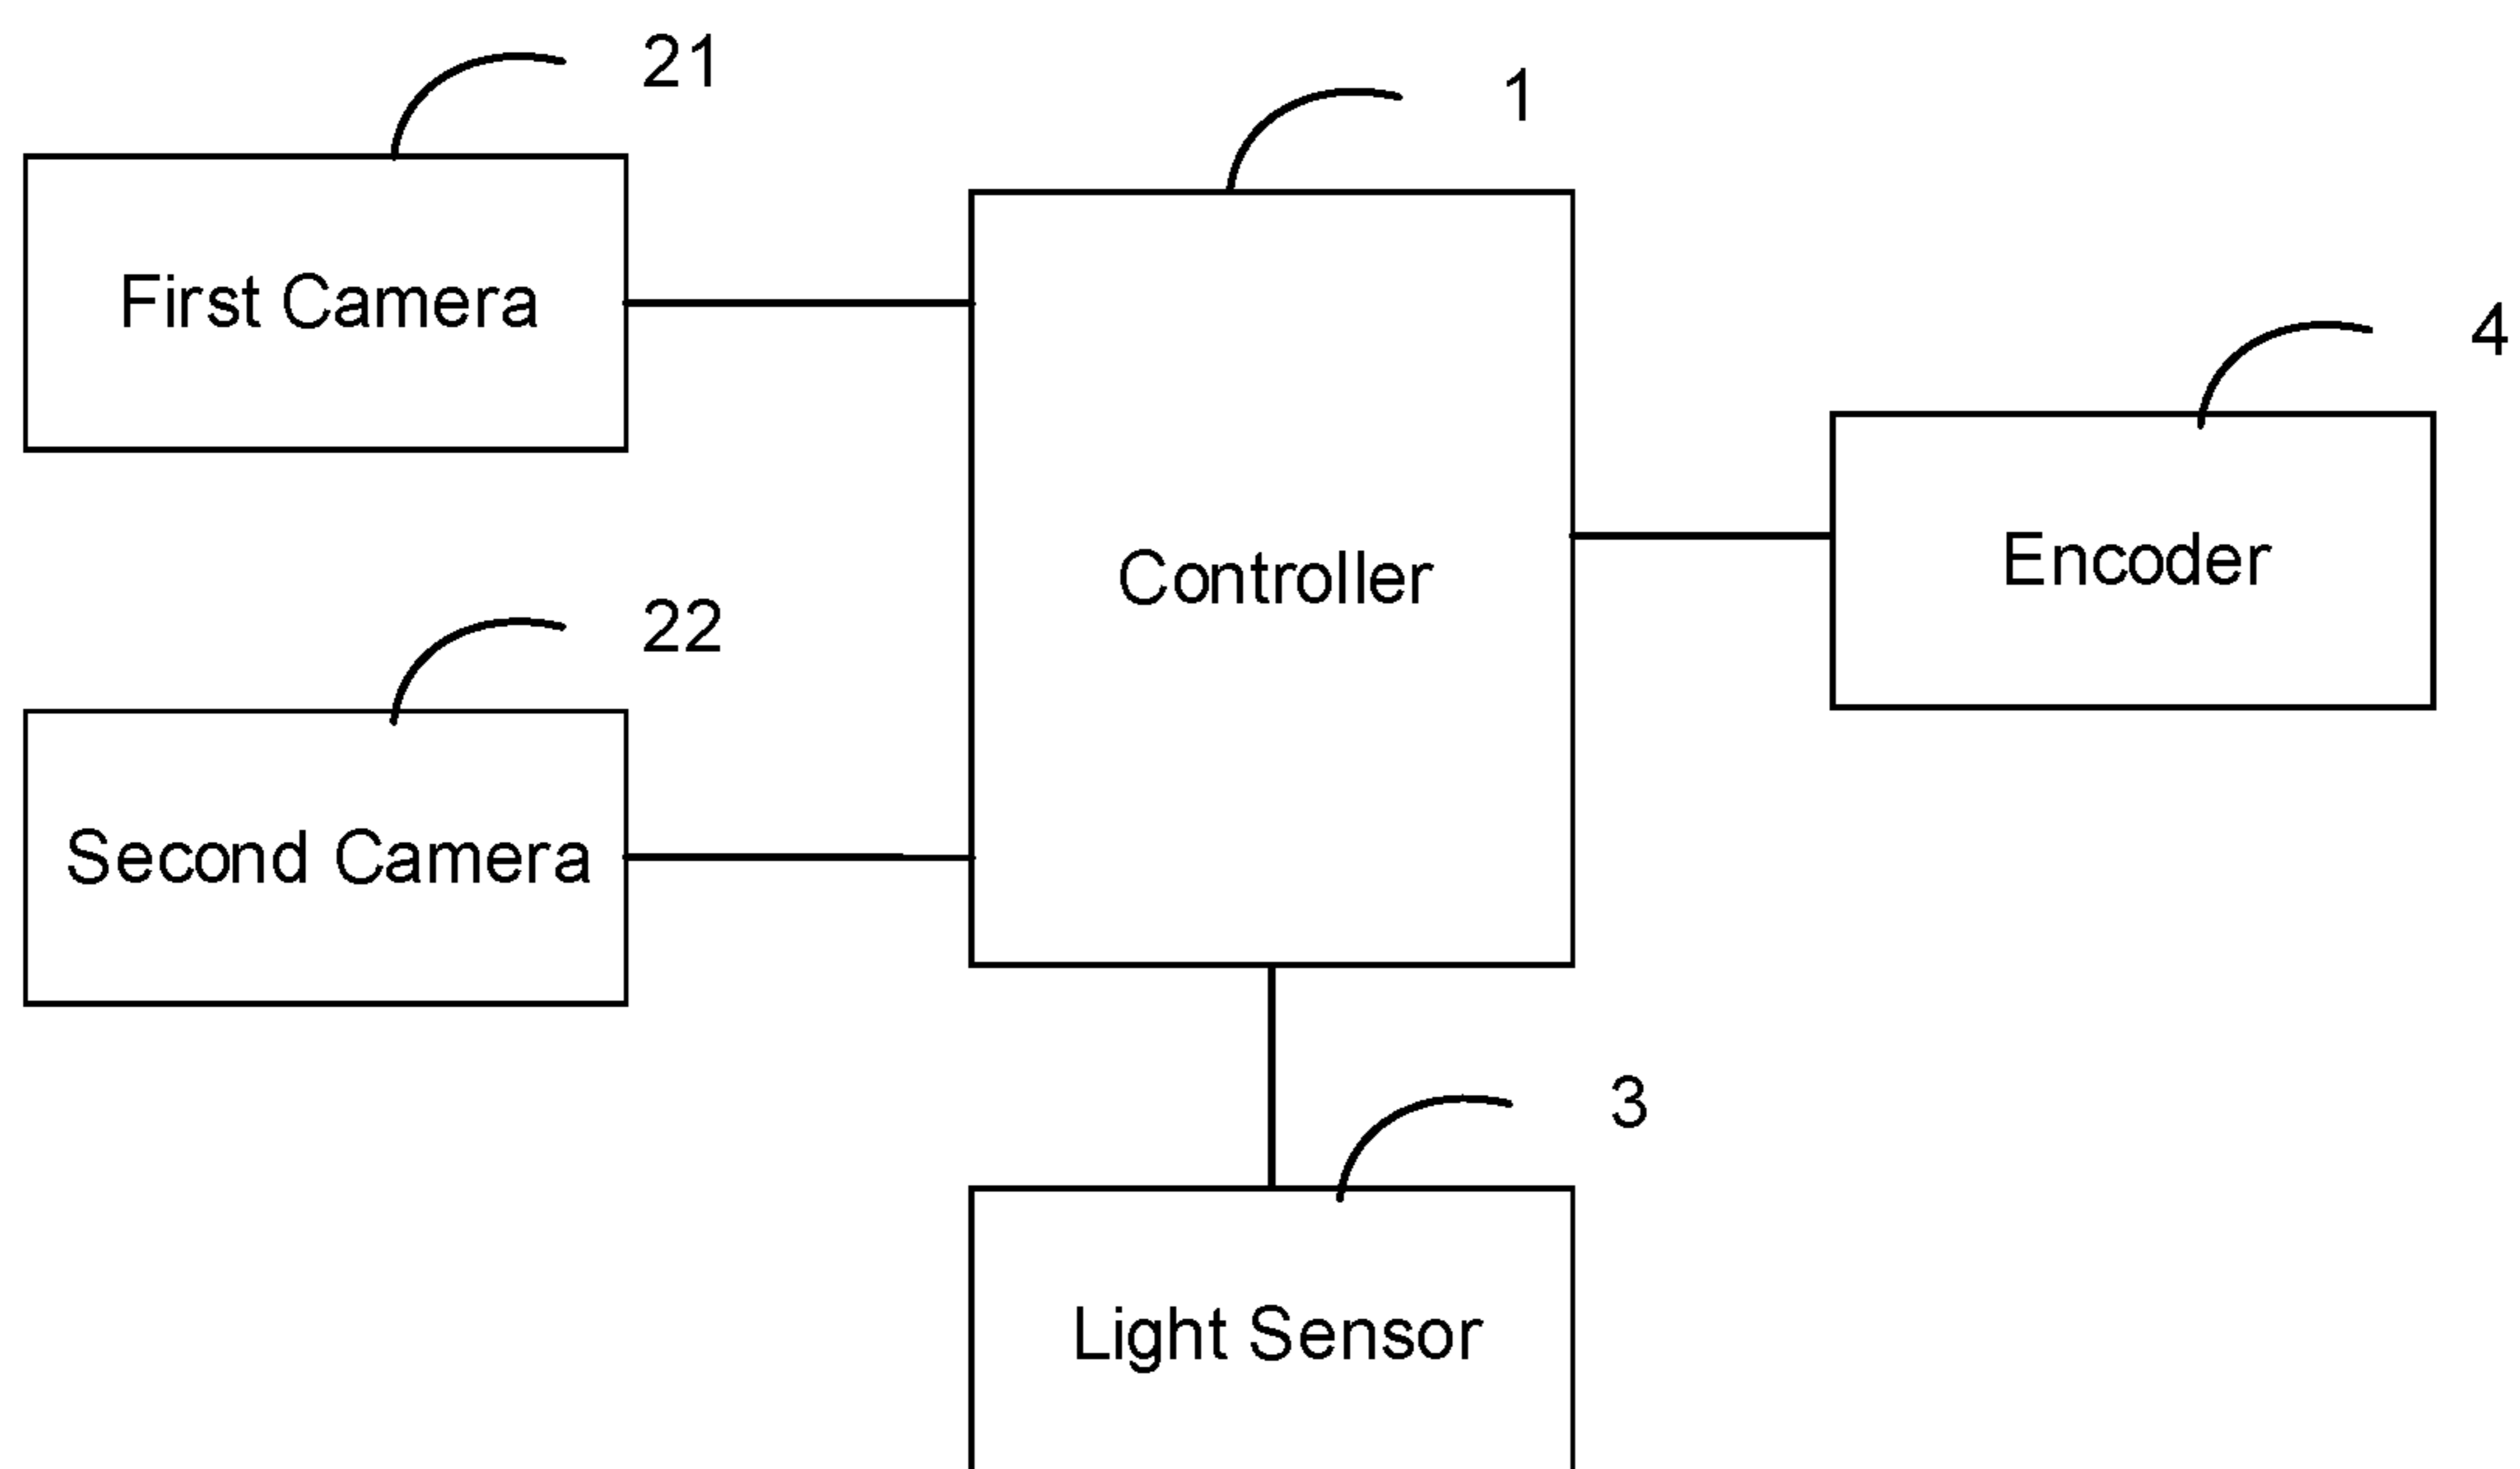 21
1
First Camera
4
Controller
Encoder
22
Second Camera
3
Light Sensor